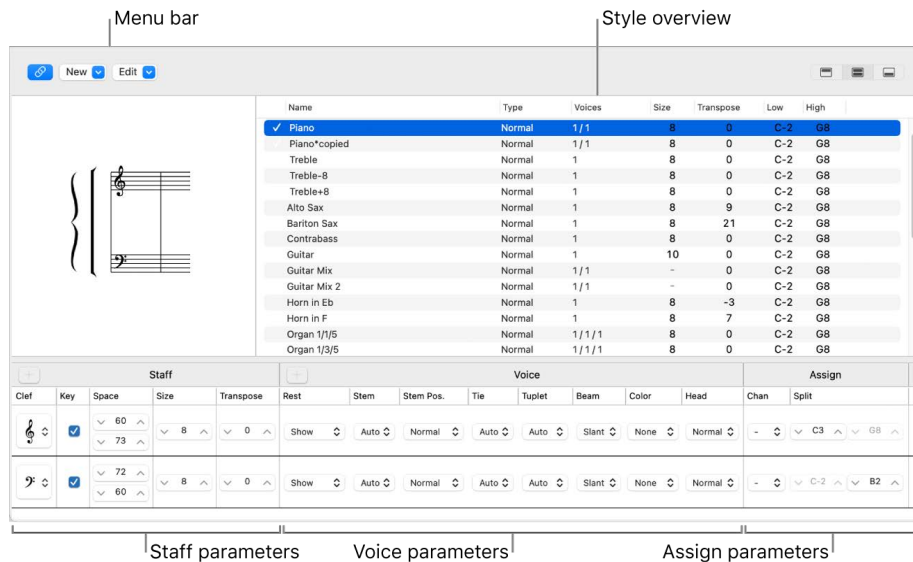 Menu bar Style overview
New Edit
Name Type Voices Size Transpose Low High
Piano Normal 1/1 8 0 C-2 G8
Piano*copied Normal 1/1 8 0 C-2 G8
Treble Normal 1 8 0 C-2 G8
Treble-8 Normal 1 8 0 C-2 G8
Treble+8 Normal 1 8 0 C-2 G8
Alto Sax Normal 1 8 9 C-2 G8
Bariton Sax Normal 1 8 21 C-2 G8
Contrabass Normal 1 8 0 C-2 G8
Guitar Normal 1 10 0 C-2 G8
Guitar Mix Normal 1/1 - 0 C-2 G8
Guitar Mix 2 Normal 1/1 - 0 C-2 G8
Horn in Eb Normal 1 8 -3 C-2 G8
Horn in F Normal 1 8 7 C-2 G8
Organ 1/1/5 Normal 1/1/1 8 0 C-2 G8
Organ 1/3/5 Normal 1/1/1 8 0 C-2 G8
+ Staff + Voice Assign
Clef Key Space Size Transpose Rest Stem Stem Pos. Tie Tuplet Beam Color Head Chan Split
60
8 0 Show Auto Normal Auto Auto Slant None Normal - C3 G8
73
72
8 0 Show Auto Normal Auto Auto Slant None Normal - C-2 B2
60
Staff parameters Voice parameters Assign parameters